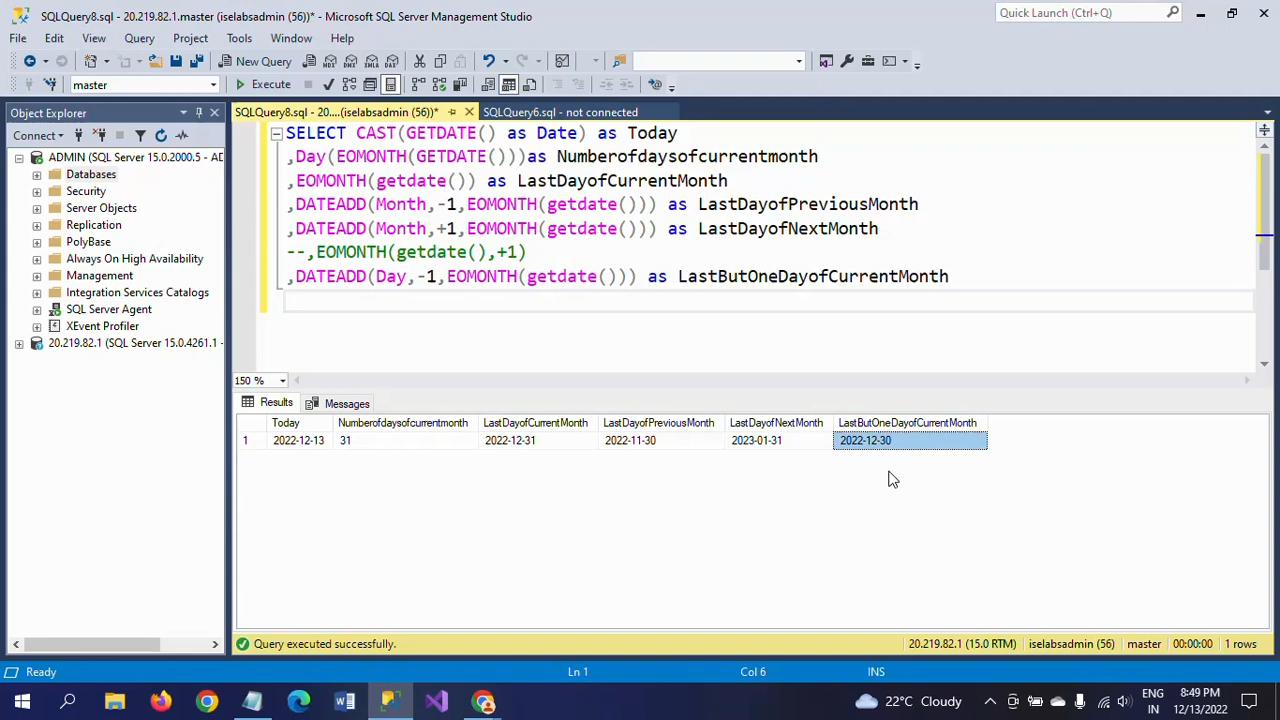 SQLQuery8.sql - 20.219.82.1.master (iselabsadmin (56))* - Microsoft SQL Server Management Studio
Quick Launch (Ctrl+Q)
File Edit View Query Project Tools Window Help
New Query
master Execute
Object Explorer
SQLQuery8.sql - 20....(iselabsadmin (56))* SQLQuery6.sql - not connected
Connect
ADMIN (SQL Server 15.0.2000.5 - AD
Databases
Security
Server Objects
Replication
PolyBase
Always On High Availability
Management
Integration Services Catalogs
SQL Server Agent
XEvent Profiler
20.219.82.1 (SQL Server 15.0.4261.1 -
SELECT CAST(GETDATE() as Date) as Today
,Day(EOMONTH(GETDATE()))as Numberofdaysofcurrentmonth
,EOMONTH(getdate()) as LastDayofCurrentMonth
,DATEADD(Month,-1,EOMONTH(getdate())) as LastDayofPreviousMonth
,DATEADD(Month,+1,EOMONTH(getdate())) as LastDayofNextMonth
--,EOMONTH(getdate(),+1)
,DATEADD(Day,-1,EOMONTH(getdate())) as LastButOneDayofCurrentMonth
150 %
Results Messages
Today Numberofdaysofcurrentmonth LastDayofCurrentMonth LastDayofPreviousMonth LastDayofNextMonth LastButOneDayofCurrentMonth
1 2022-12-13 31 2022-12-31 2022-11-30 2023-01-31 2022-12-30
Query executed successfully. 20.219.82.1 (15.0 RTM) iselabsadmin (56) master 00:00:00 1 rows
Ready Ln 1 Col 6 INS
22°C Cloudy
ENG
IN
8:49 PM
12/13/2022